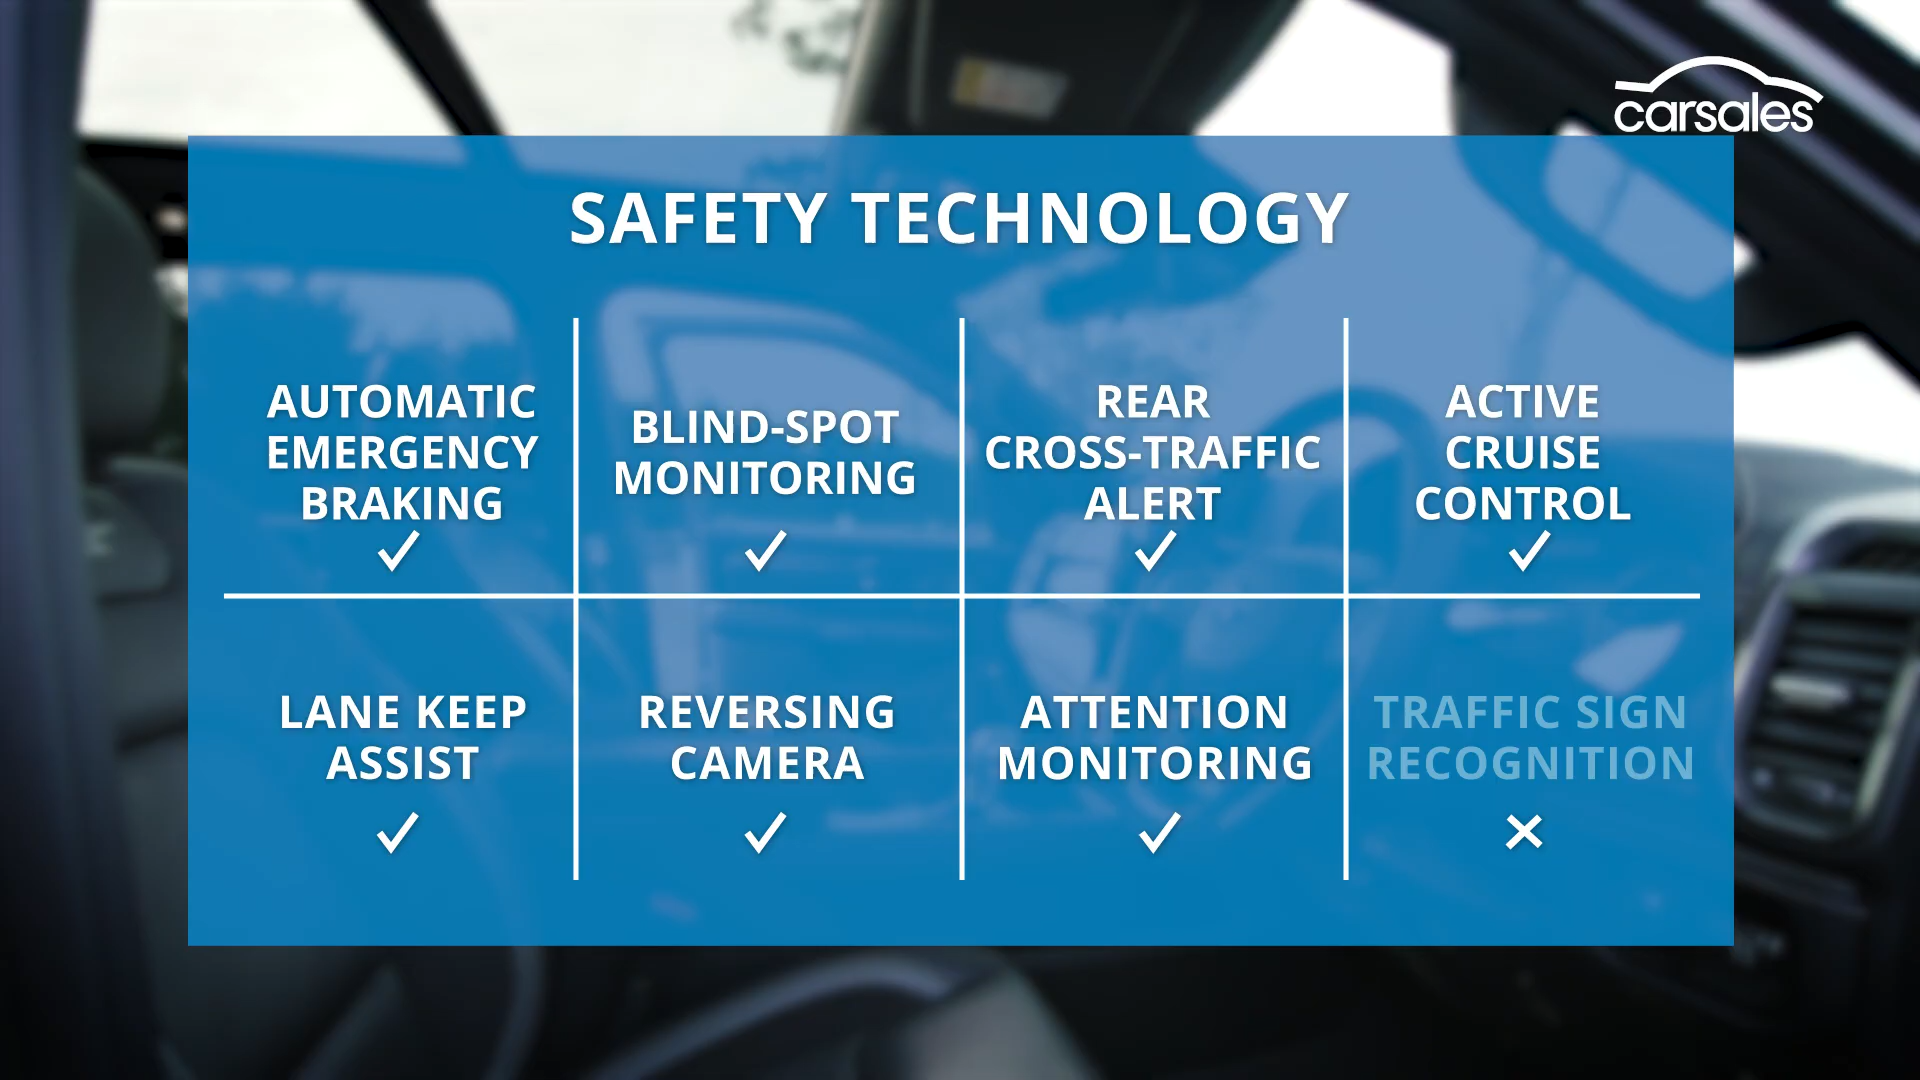 carsales
SAFETY TECHNOLOGY
AUTOMATIC
EMERGENCY
BRAKING
BLIND-SPOT
MONITORING
REAR
CROSS-TRAFFIC
ALERT
ACTIVE
CRUISE
CONTROL
LANE KEEP
ASSIST
REVERSING
CAMERA
ATTENTION
MONITORING
TRAFFIC SIGN
RECOGNITION